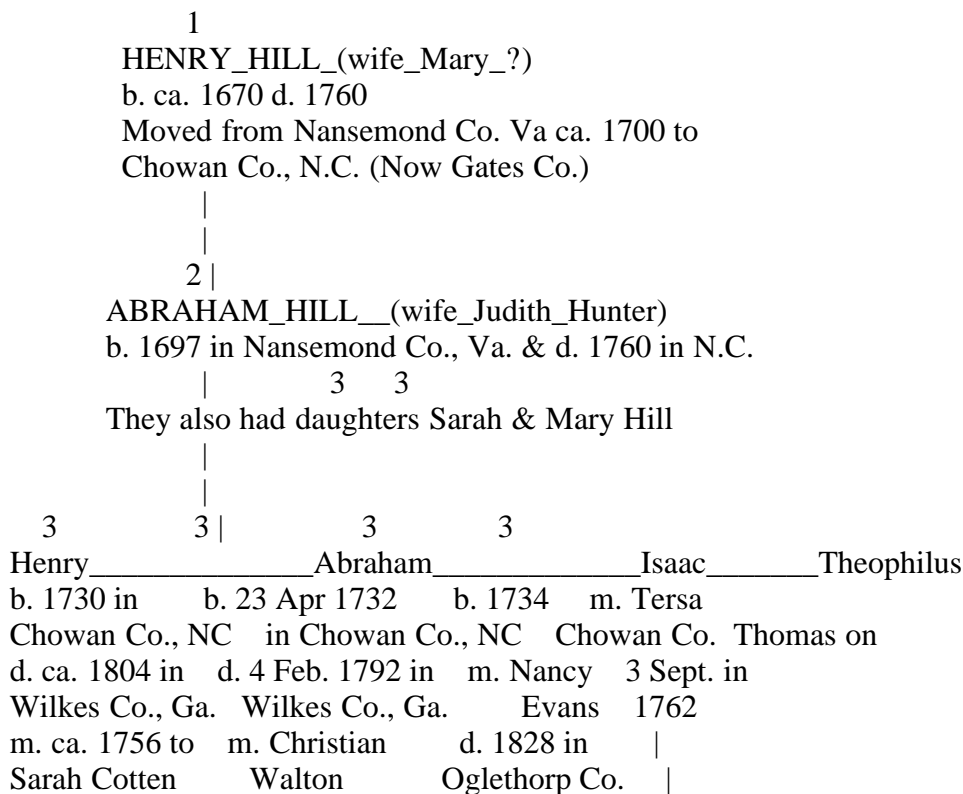 1
HENRY_HILL_(wife_Mary_?)
b. ca. 1670 d. 1760
Moved from Nansemond Co. Va ca. 1700 to
Chowan Co., N.C. (Now Gates Co.)
|
|
2 |
ABRAHAM_HILL__(wife_Judith_Hunter)
b. 1697 in Nansemond Co., Va. & d. 1760 in N.C.
| 3 3
They also had daughters Sarah & Mary Hill
|
|
3 3 | 3 3
Henry______________Abraham_____________Isaac_______Theophilus
b. 1730 in b. 23 Apr 1732 b. 1734 m. Tersa
Chowan Co., NC in Chowan Co., NC Chowan Co. Thomas on
d. ca. 1804 in d. 4 Feb. 1792 in m. Nancy 3 Sept. in
Wilkes Co., Ga. Wilkes Co., Ga. Evans 1762
m. ca. 1756 to m. Christian d. 1828 in |
Sarah Cotten Walton Oglethorp Co. |